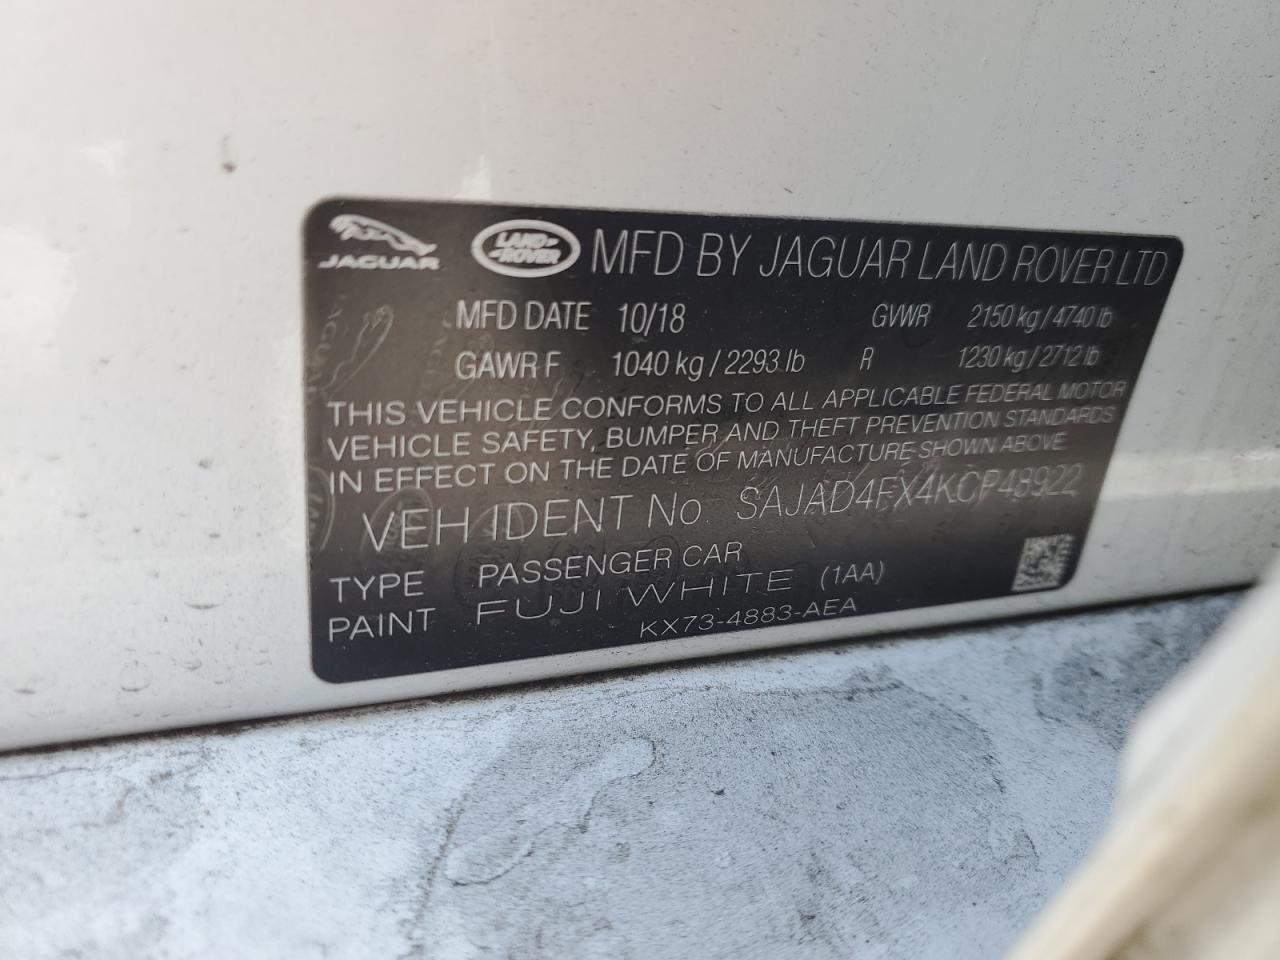 JAGUAR LAND ROVER MFD BY JAGUAR LAND ROVER LTD
MFD DATE 10/18 GVWR 2150 kg / 4740 lb
GAWR F 1040 kg / 2293 lb R 1230 kg / 2712 lb
THIS VEHICLE CONFORMS TO ALL APPLICABLE FEDERAL MOTOR
VEHICLE SAFETY, BUMPER AND THEFT PREVENTION STANDARDS
IN EFFECT ON THE DATE OF MANUFACTURE SHOWN ABOVE
VEH IDENT No SAJAD4FX4KCP48922
TYPE PASSENGER CAR
PAINT FUJI WHITE (1AA)
KX73-4883-AEA